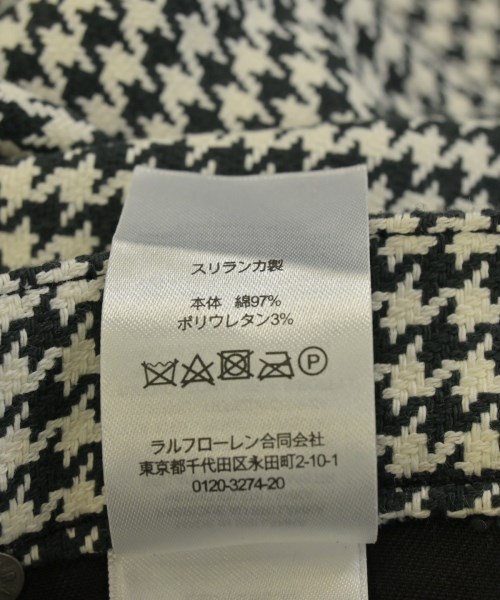 スリランカ製
本体 綿97%
ポリウレタン3%
P
ラルフローレン合同会社
東京都千代田区永田町2-10-1
0120-3274-20